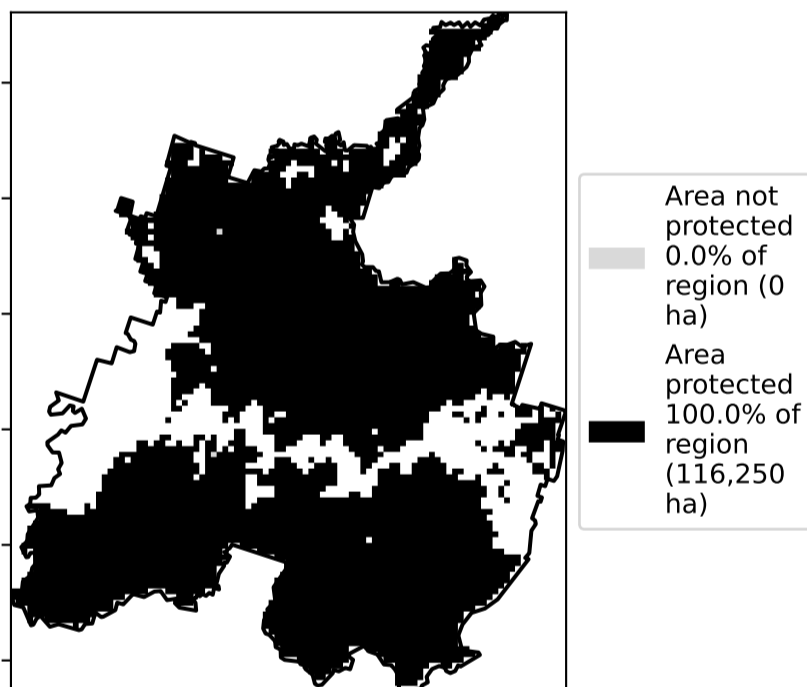 Area not
protected
0.0% of
region (0
ha)
Area
protected
100.0% of
region
(116,250
ha)